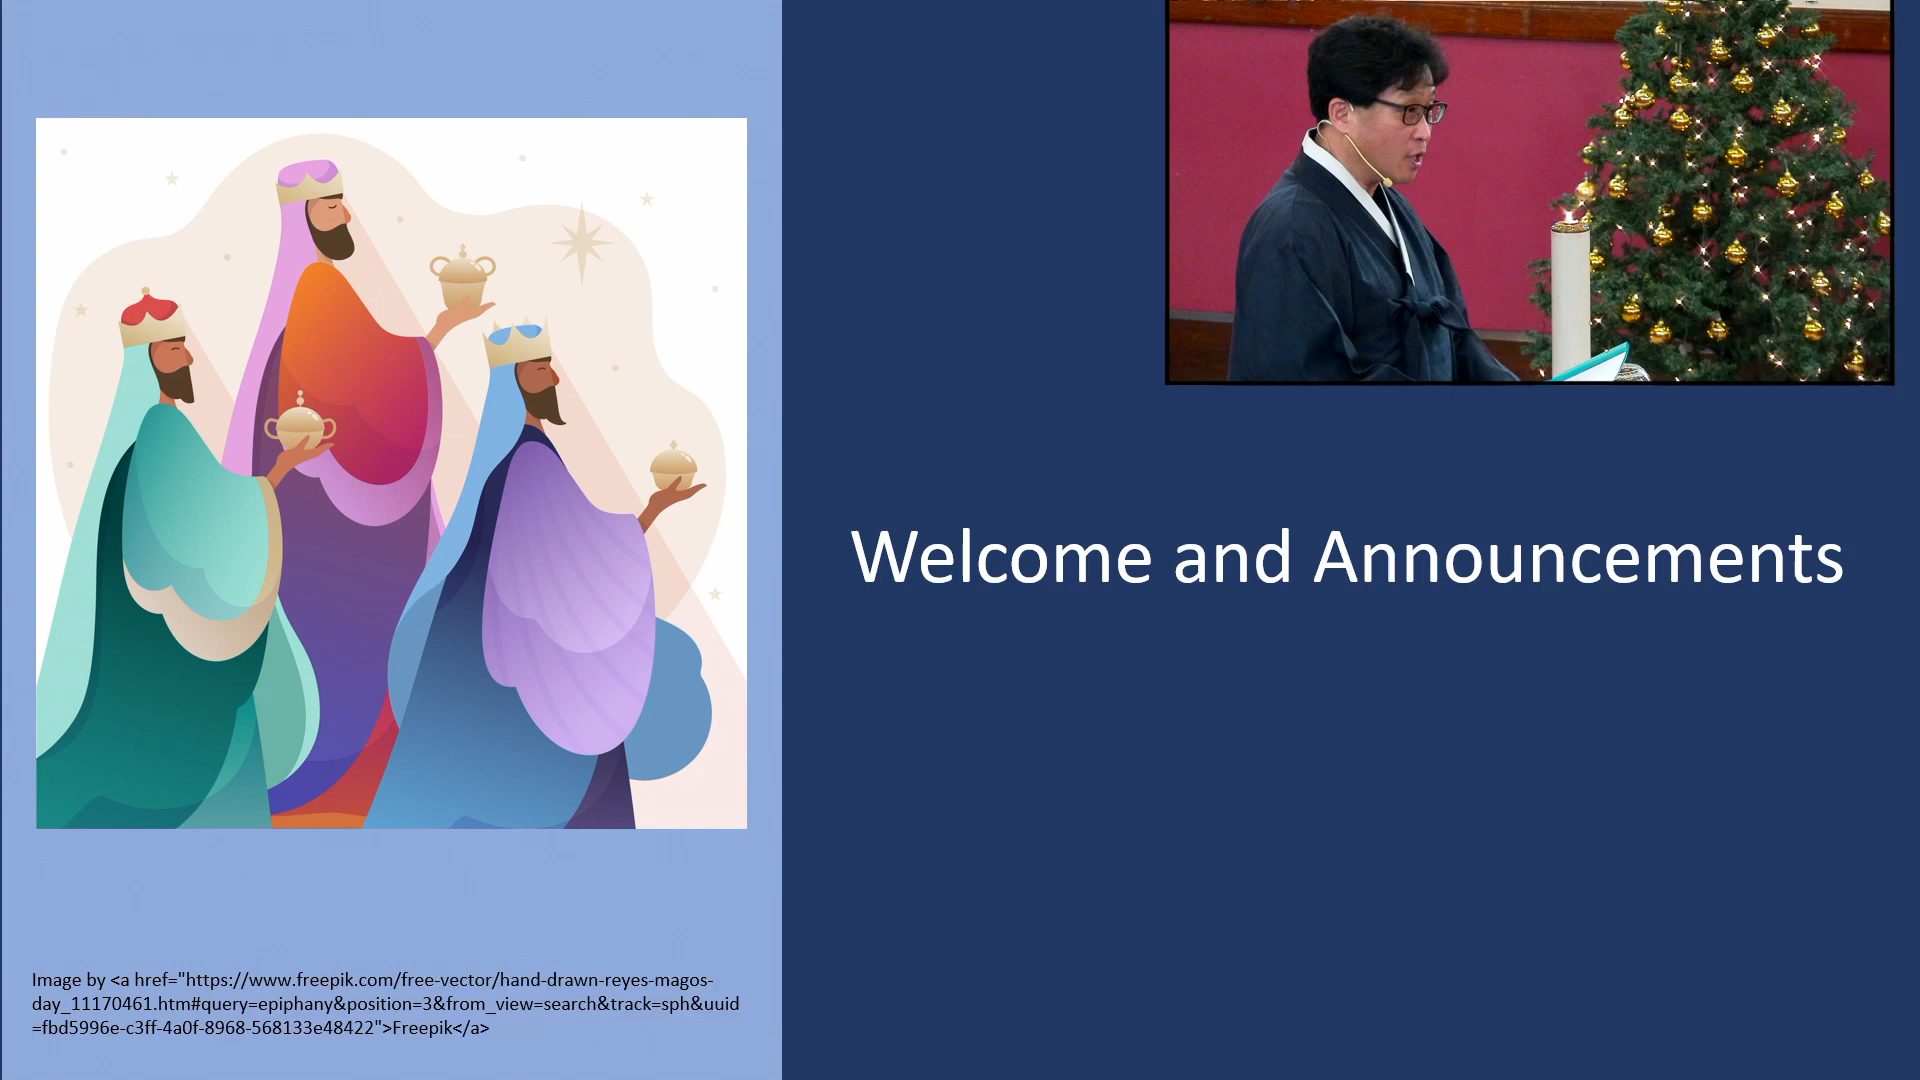 Welcome and Announcements
Image by <a href="https://www.freepik.com/free-vector/hand-drawn-reyes-magos-
day_11170461.htm#query=epiphany&position=3&from_view=search&track=sph&uuid
=fbd5996e-c3ff-4a0f-8968-568133e48422">Freepik</a>